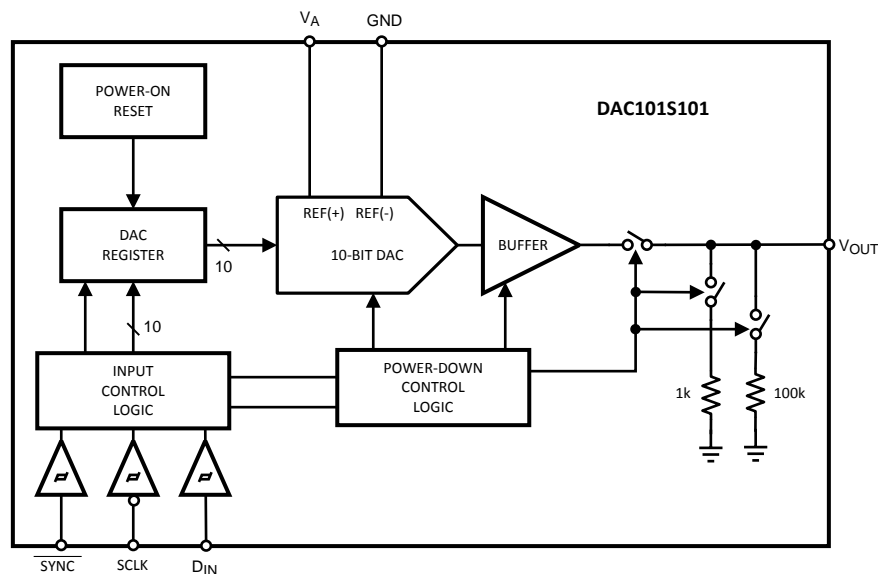 VA GND
POWER-ON
RESET
DAC101S101
REF(+) REF(-)
DAC
REGISTER
10
10-BIT DAC
BUFFER
VOUT
10
INPUT
CONTROL
LOGIC
POWER-DOWN
CONTROL
LOGIC
1k
100k
SYNC SCLK DIN